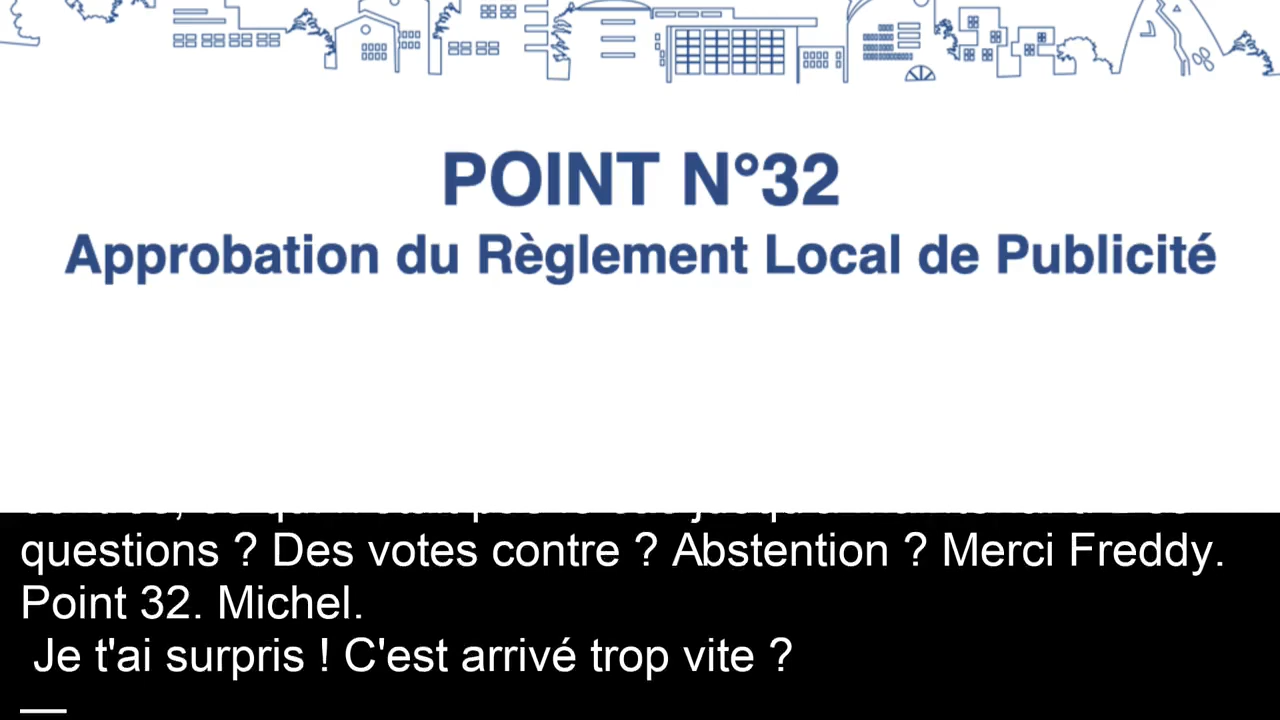 POINT N°32
Approbation du Règlement Local de Publicité
questions ? Des votes contre ? Abstention ? Merci Freddy.
Point 32. Michel.
Je t'ai surpris ! C'est arrivé trop vite ?